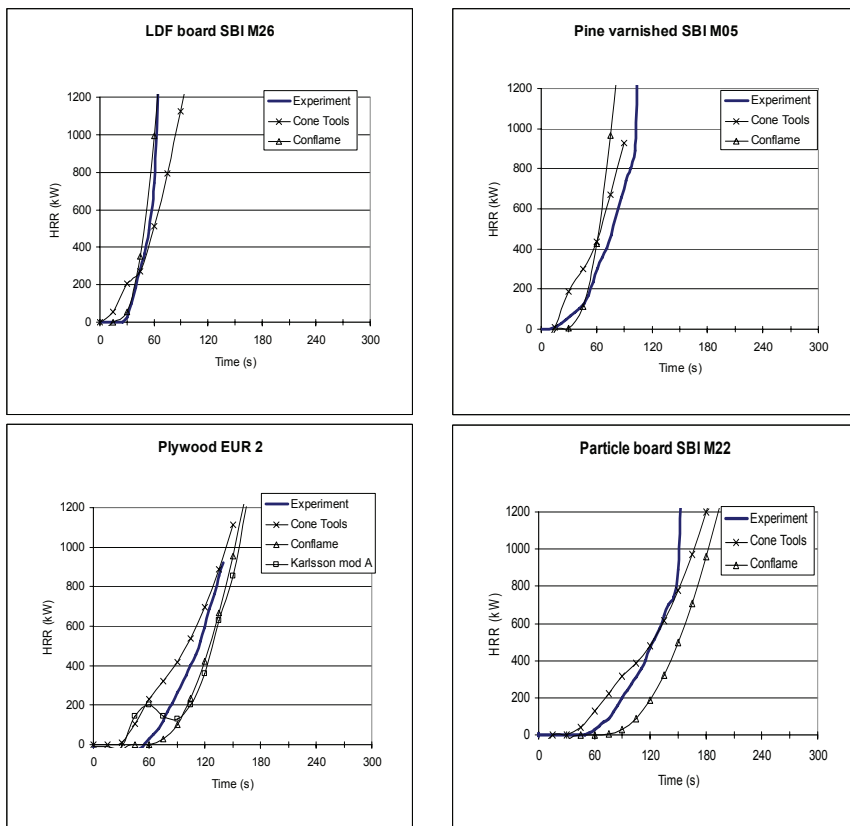 LDF board SBI M26
1200
1000
800
600
400
200
0
HRR (kW)
Experiment
Cone Tools
Conflame
0 60 120 180 240 300
Time (s)
Pine varnished SBI M05
1200
1000
800
600
400
200
0
HRR (kW)
Experiment
Cone Tools
Conflame
0 60 120 180 240 300
Time (s)
Plywood EUR 2
1200
1000
800
600
400
200
0
HRR (kW)
Experiment
Cone Tools
Conflame
Karlsson mod A
0 60 120 180 240 300
Time (s)
Particle board SBI M22
1200
1000
800
600
400
200
0
HRR (kW)
Experiment
Cone Tools
Conflame
0 60 120 180 240 300
Time (s)